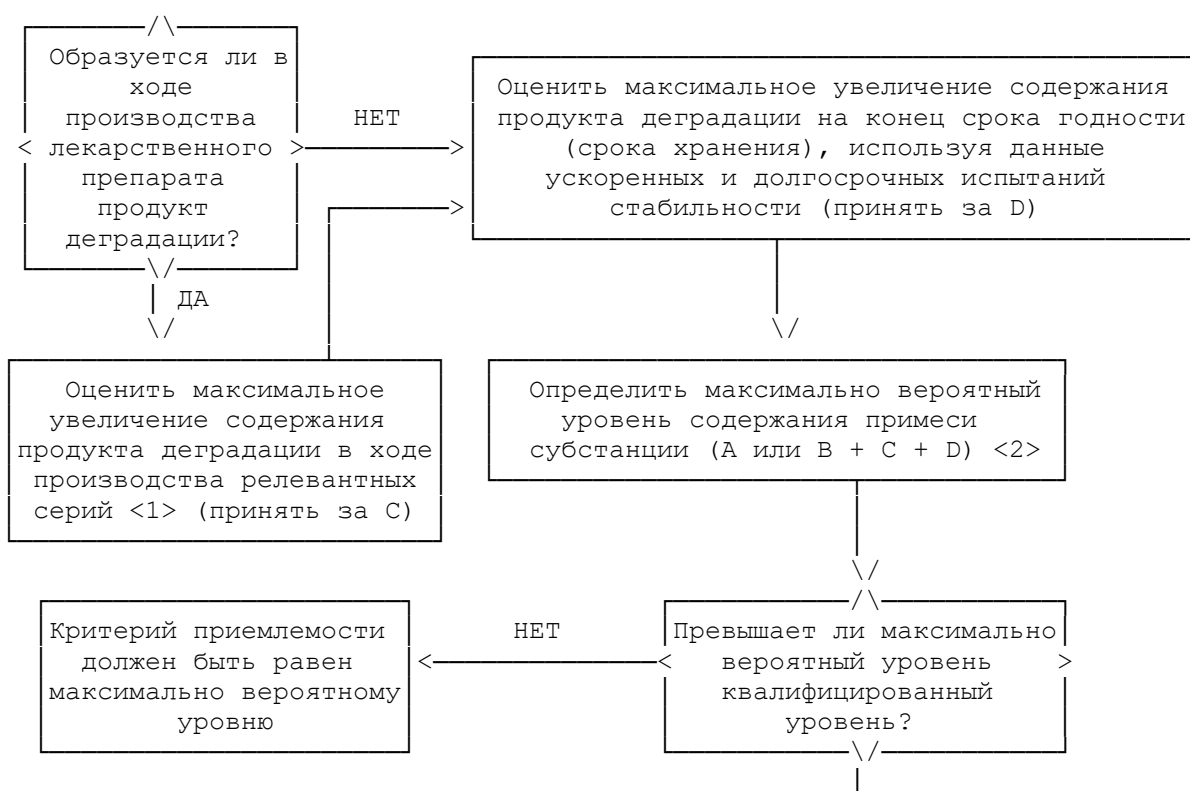 Образуется ли в
ходе
производства
лекарственного
препарата
продукт
деградации?
НЕТ
Оценить максимальное увеличение содержания
продукта деградации на конец срока годности
(срока хранения), используя данные
ускоренных и долгосрочных испытаний
стабильности (принять за D)
ДА
Оценить максимальное
увеличение содержания
продукта деградации в ходе
производства релевантных
серий <1> (принять за C)
Определить максимально вероятный
уровень содержания примеси
субстанции (A или B + C + D) <2>
Критерий приемлемости
должен быть равен
максимально вероятному
уровню
НЕТ
Превышает ли максимально
вероятный уровень
квалифицированный
уровень?